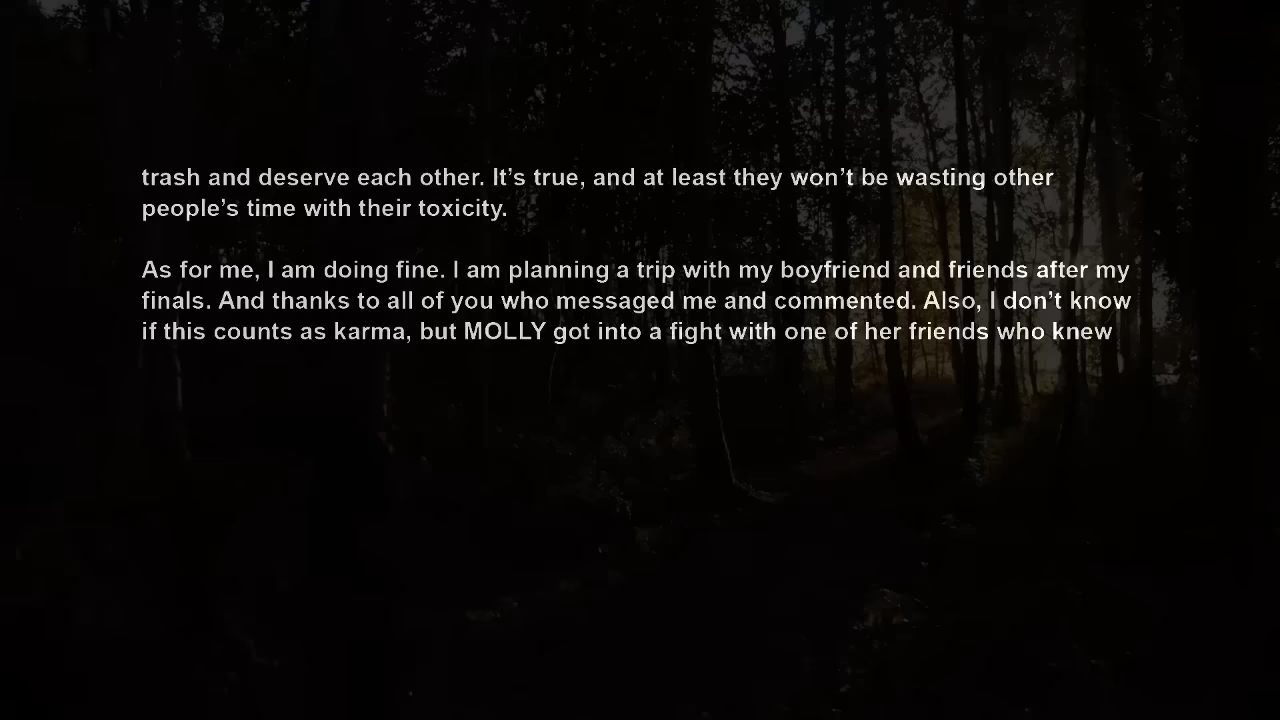 trash and deserve each other. It’s true, and at least they won’t be wasting other
people’s time with their toxicity.
As for me, I am doing fine. I am planning a trip with my boyfriend and friends after my
finals. And thanks to all of you who messaged me and commented. Also, I don’t know
if this counts as karma, but MOLLY got into a fight with one of her friends who knew